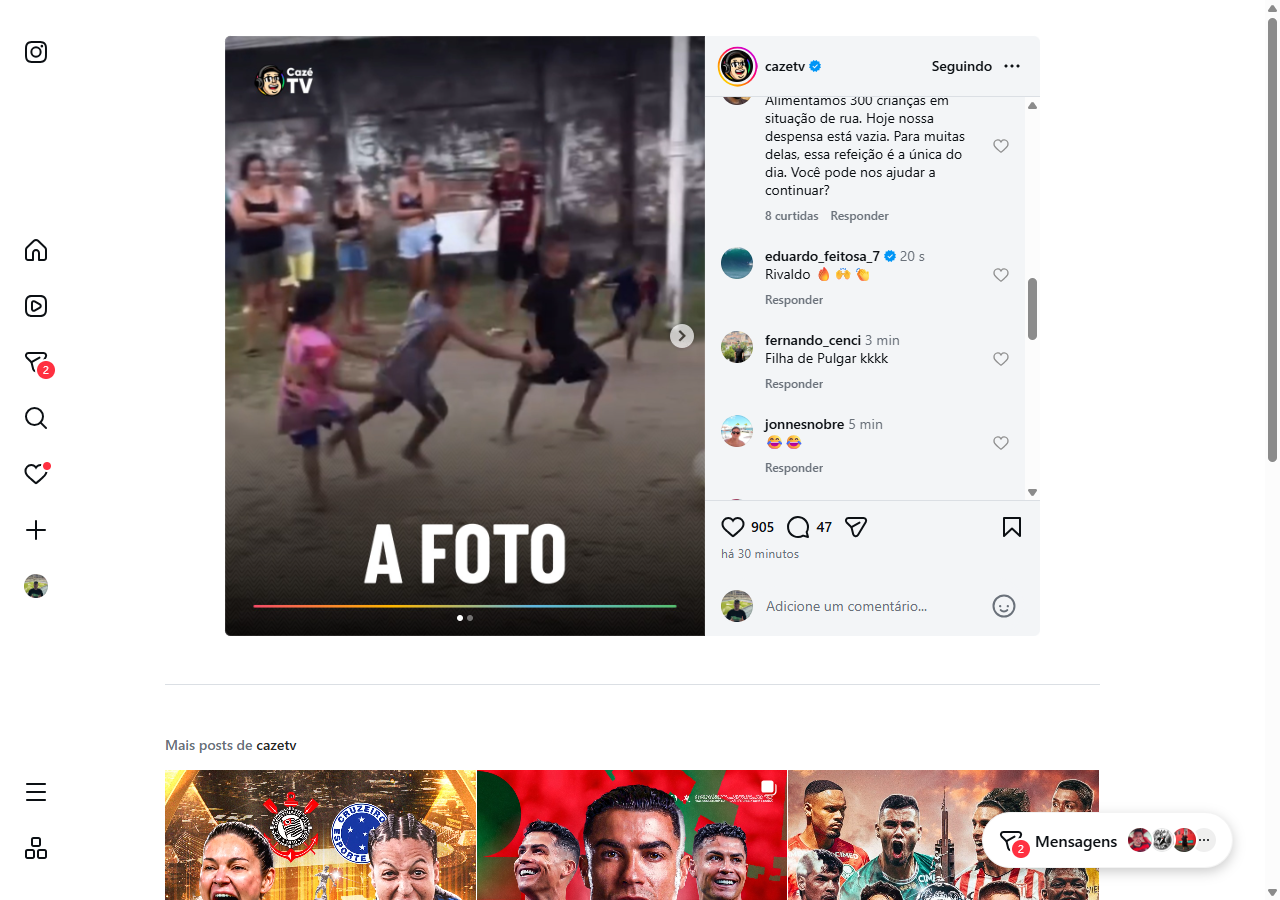 Cazé
TV
A FOTO
cazetv
Seguindo
Alimentamos 300 crianças em
situação de rua. Hoje nossa
despensa está vazia. Para muitas
delas, essa refeição é a única do
dia. Você pode nos ajudar a
continuar?
8 curtidas Responder
eduardo_feitosa_7 20 s
Rivaldo 🔥🙌👏
Responder
fernando_cenci 3 min
Filha de Pulgar kkkk
Responder
jonnesnobre 5 min
😂😂
Responder
905 47
há 30 minutos
Adicione um comentário...
2
Mais posts de cazetv
CRUZEIRO
ESPORTE
2
Mensagens